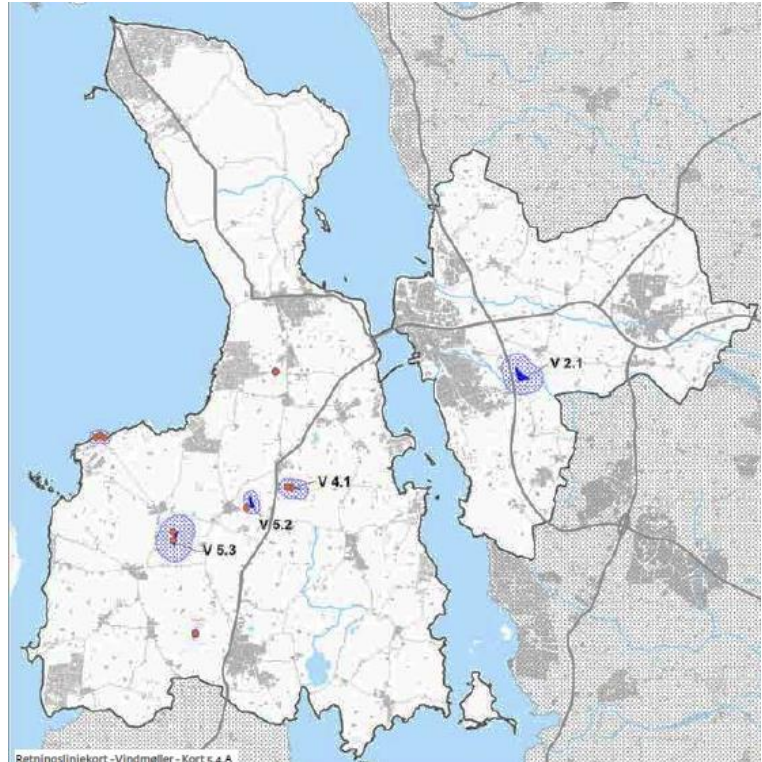 V 2.1
V 4.1
V 5.2
V 5.3
Retningsliniekort - Vindmøller - Kort 5.4 A